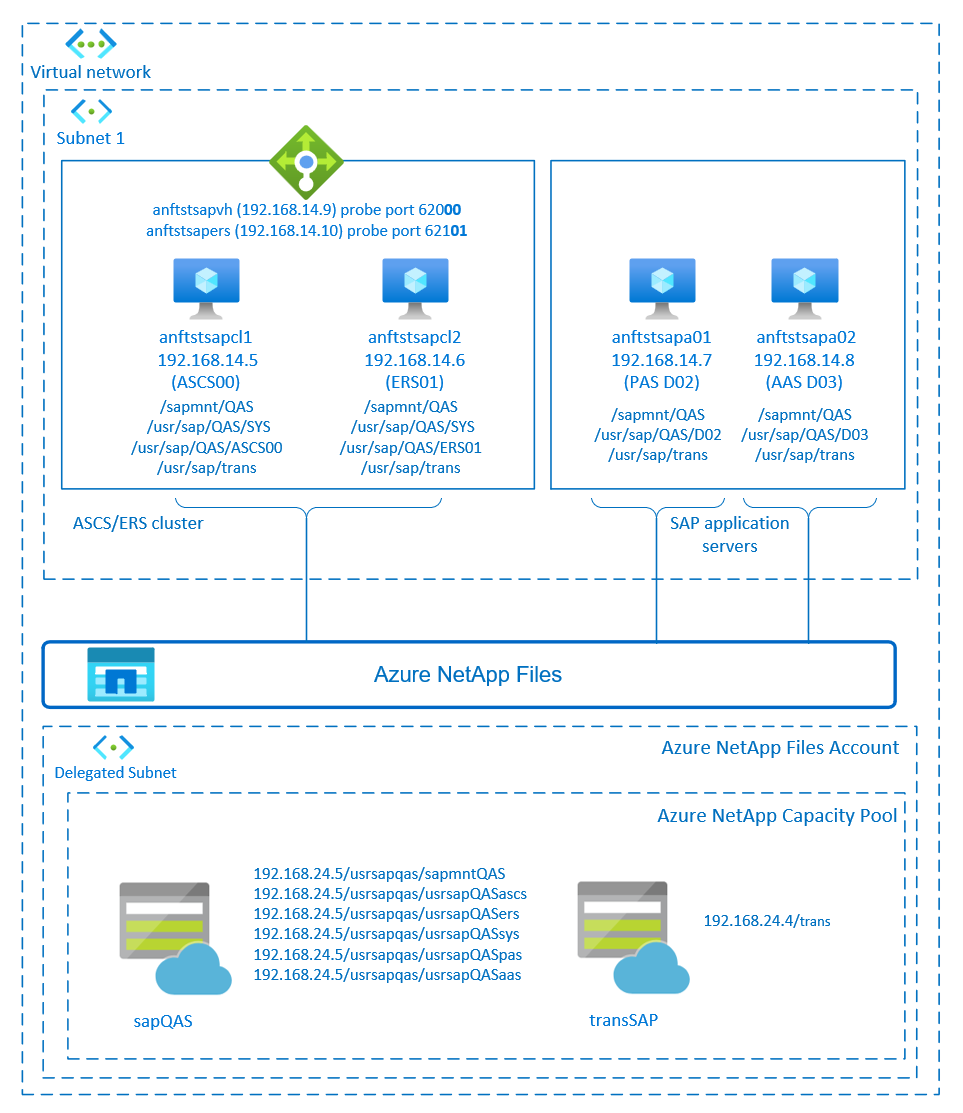 Virtual network
Subnet 1
anftstsapvh (192.168.14.9) probe port 62000
anftstsapers (192.168.14.10) probe port 62101
anftstsapcl1
192.168.14.5
(ASCS00)
/sapmnt/QAS
/usr/sap/QAS/SYS
/usr/sap/QAS/ASCS00
/usr/sap/trans
anftstsapcl2
192.168.14.6
(ERS01)
/sapmnt/QAS
/usr/sap/QAS/SYS
/usr/sap/QAS/ERS01
/usr/sap/trans
anftstsapa01
192.168.14.7
(PAS D02)
/sapmnt/QAS
/usr/sap/QAS/D02
/usr/sap/trans
anftstsapa02
192.168.14.8
(AAS D03)
/sapmnt/QAS
/usr/sap/QAS/D03
/usr/sap/trans
ASCS/ERS cluster
SAP application
servers
Azure NetApp Files
Delegated Subnet
Azure NetApp Files Account
Azure NetApp Capacity Pool
192.168.24.5/usrsapqas/sapmntQAS
192.168.24.5/usrsapqas/usrsapQASascs
192.168.24.5/usrsapqas/usrsapQASers
192.168.24.5/usrsapqas/usrsapQASsys
192.168.24.5/usrsapqas/usrsapQASpas
192.168.24.5/usrsapqas/usrsapQASaas
sapQAS
192.168.24.4/trans
transSAP